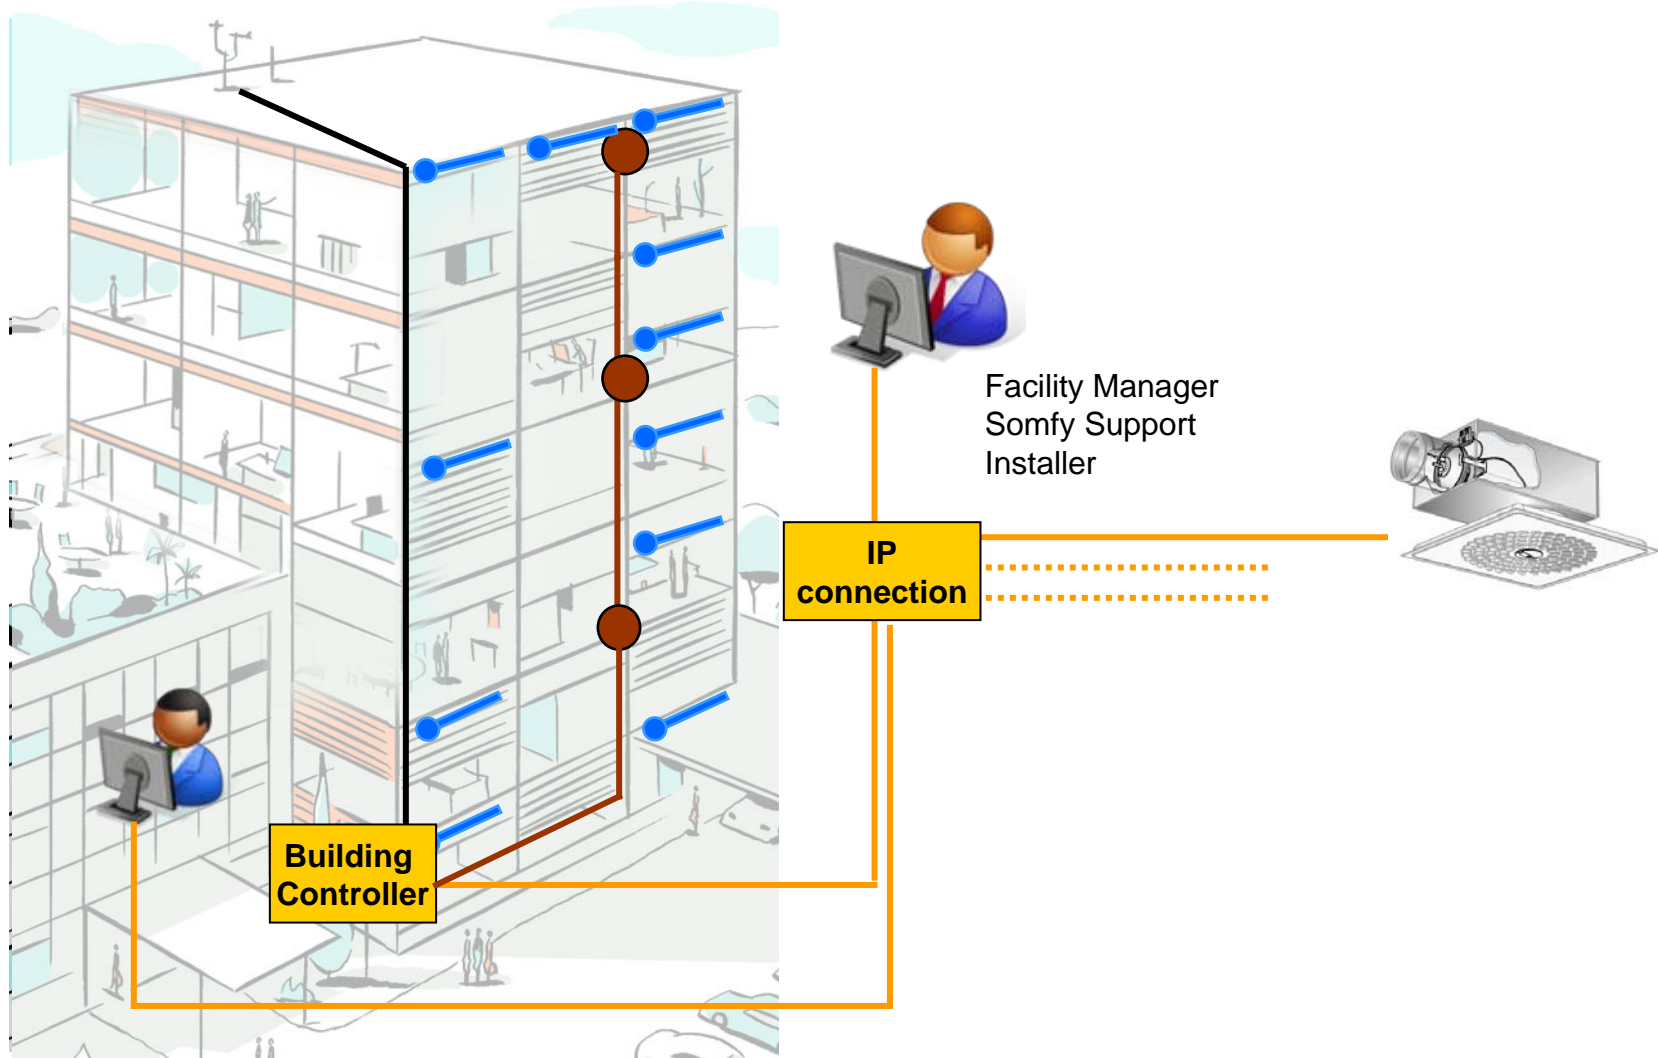 Facility Manager
Somfy Support
Installer
IP
connection
Building
Controller